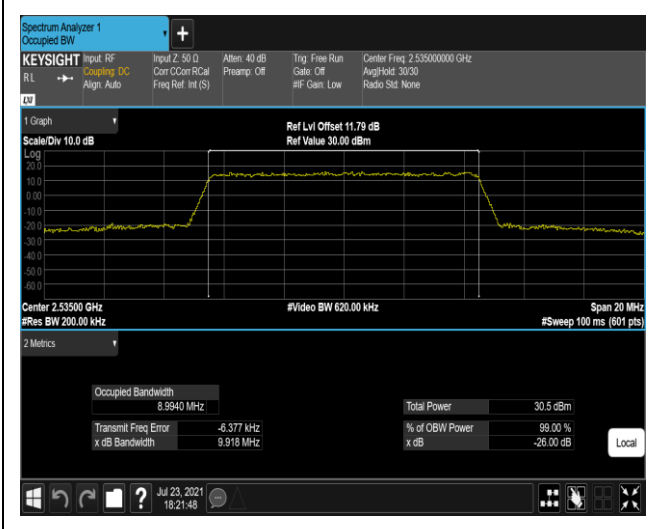 Spectrum Analyzer 1
Occupied BW
+
KEYSIGHT Input: RF Input Z: 50 Ω Atten: 40 dB Trig: Free Run Center Freq: 2.535000000 GHz
R L Coupling: DC Corr CCorr RCal Preamp: Off Gate: Off Avg|Hold: 30/30
Align: Auto Freq Ref: Int (S) #IF Gain: Low Radio Std: None
LXI
1 Graph
Ref Lvl Offset 11.79 dB
Scale/Div 10.0 dB Ref Value 30.00 dBm
Log
20.0
10.0
0.00
-10.0
-20.0
-30.0
-40.0
-50.0
-60.0
Center 2.53500 GHz #Video BW 620.00 kHz Span 20 MHz
#Res BW 200.00 kHz #Sweep 100 ms (601 pts)
2 Metrics
Occupied Bandwidth
8.9940 MHz Total Power 30.5 dBm
Transmit Freq Error -6.377 kHz % of OBW Power 99.00 %
x dB Bandwidth 9.918 MHz x dB -26.00 dB
Local
? Jul 23, 2021
18:21:48